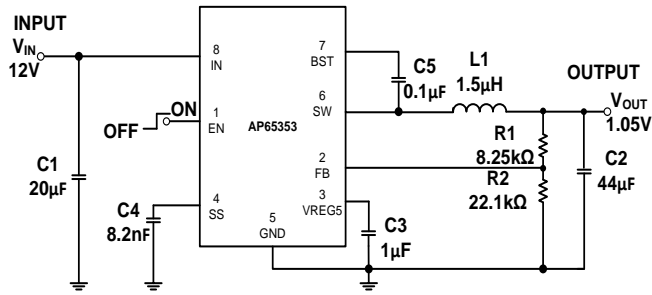 INPUT
VIN
12V
C1
20μF
OFF
ON
C4
8.2nF
8
IN
1
EN
4
SS
5
GND
AP65353
7
BST
6
SW
2
FB
3
VREG5
C5
0.1μF
L1
1.5μH
R1
8.25kΩ
R2
22.1kΩ
C3
1μF
OUTPUT
VOUT
1.05V
C2
44μF